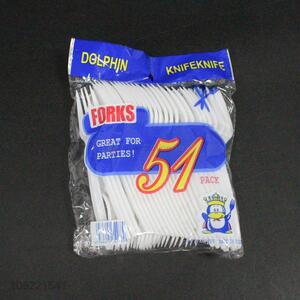 DOLPHIN KNIFEKNIFE
FORKS
GREAT FOR
PARTIES!
51
PACK